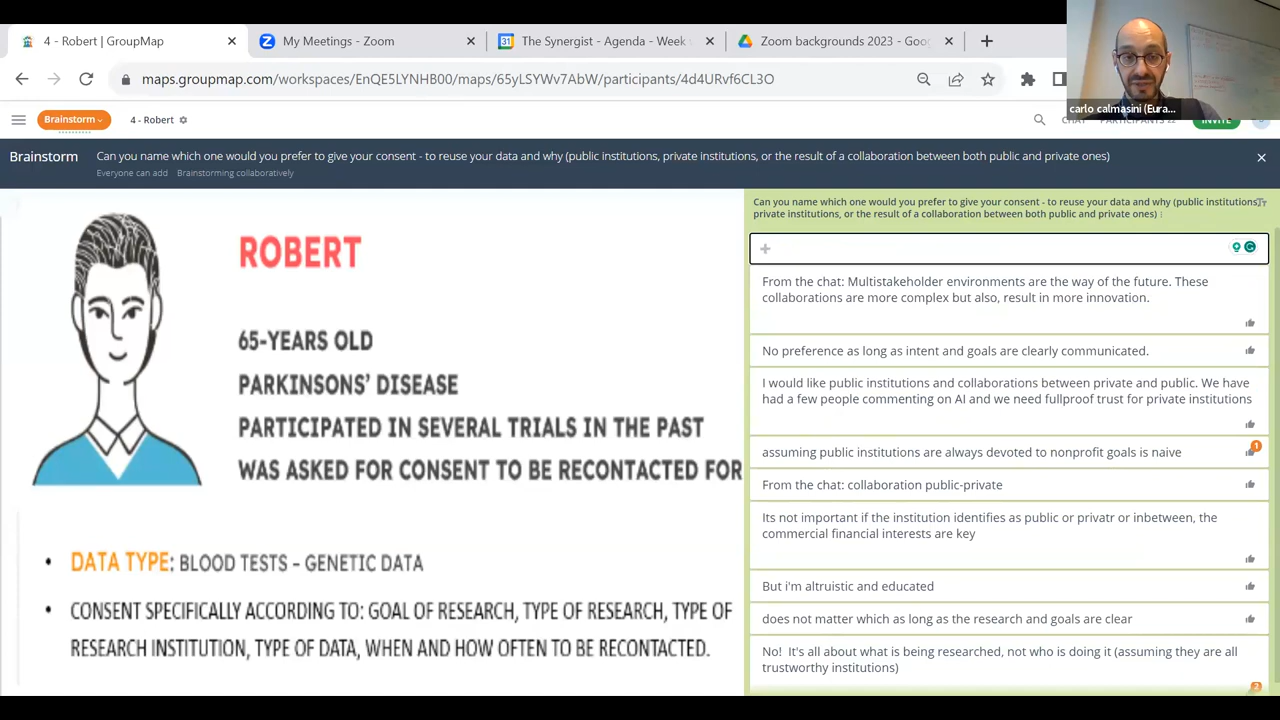 4 - Robert | GroupMap
My Meetings - Zoom
31 The Synergist - Agenda - Week
Zoom backgrounds 2023 - Goo
maps.groupmap.com/workspaces/EnQE5LYNHB00/maps/65yLSYWv7AbW/participants/4d4URvf6CL3O
carlo calmasini (Eura...
Brainstorm
4 - Robert
CHAT
PARTICIPANTS 22
INVITE
Brainstorm
Can you name which one would you prefer to give your consent - to reuse your data and why (public institutions, private institutions, or the result of a collaboration between both public and private ones)
Everyone can add Brainstorming collaboratively
ROBERT
65-YEARS OLD
PARKINSONS' DISEASE
PARTICIPATED IN SEVERAL TRIALS IN THE PAST
WAS ASKED FOR CONSENT TO BE RECONTACTED FOR
• DATA TYPE: BLOOD TESTS – GENETIC DATA
• CONSENT SPECIFICALLY ACCORDING TO: GOAL OF RESEARCH, TYPE OF RESEARCH, TYPE OF
RESEARCH INSTITUTION, TYPE OF DATA, WHEN AND HOW OFTEN TO BE RECONTACTED.
Can you name which one would you prefer to give your consent - to reuse your data and why (public institutions,
private institutions, or the result of a collaboration between both public and private ones)
From the chat: Multistakeholder environments are the way of the future. These
collaborations are more complex but also, result in more innovation.
No preference as long as intent and goals are clearly communicated.
I would like public institutions and collaborations between private and public. We have
had a few people commenting on AI and we need fullproof trust for private institutions
assuming public institutions are always devoted to nonprofit goals is naive
1
From the chat: collaboration public-private
Its not important if the institution identifies as public or privatr or inbetween, the
commercial financial interests are key
But i'm altruistic and educated
does not matter which as long as the research and goals are clear
No! It's all about what is being researched, not who is doing it (assuming they are all
trustworthy institutions)
2